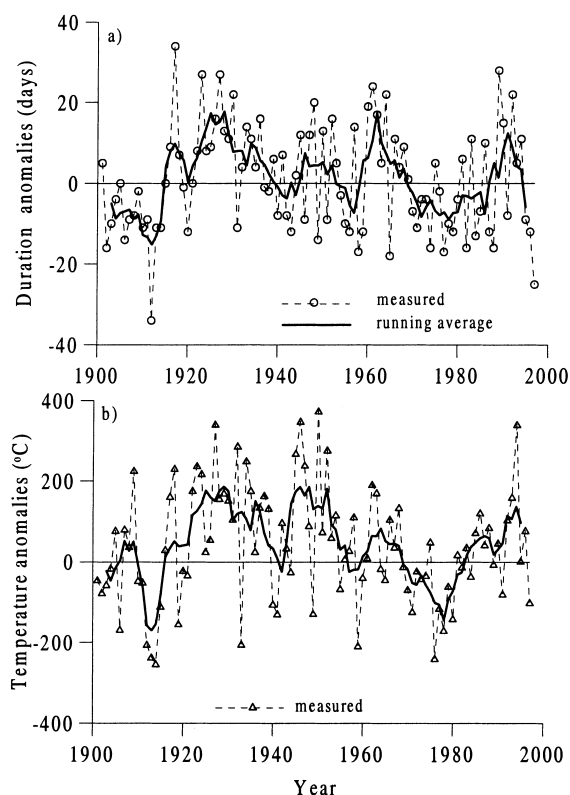 a)
40
20
0
-20
-40
Duration anomalies (days)
measured
running average
1900 1920 1940 1960 1980 2000
b)
400
200
0
-200
-400
Temperature anomalies (ºC)
measured
1900 1920 1940 1960 1980 2000
Year